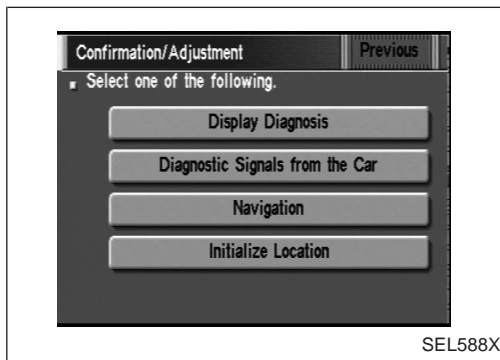 Confirmation/Adjustment Previous
Select one of the following.
Display Diagnosis
Diagnostic Signals from the Car
Navigation
Initialize Location
SEL588X